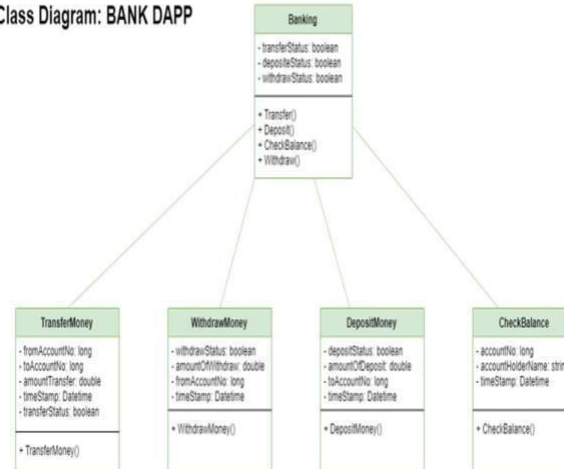 Class Diagram: BANK DAPP
Banking
- transferStatus: boolean
- depositeStatus: boolean
- withdrawStatus: boolean
+ Transfer()
+ Deposit()
+ CheckBalance()
+ Withdraw()
TransferMoney
- fromAccountNo: long
- toAccountNo: long
- amountTransfer: double
- timeStamp: Datetime
- transferStatus: boolean
+ TransferMoney()
WithdrawMoney
- withdrawStatus: boolean
- amountOfWithdraw: double
- fromAccountNo: long
- timeStamp: Datetime
+ WithdrawMoney()
DepositMoney
- depositStatus: boolean
- amountOfDeposit: double
- toAccountNo: long
- timeStamp: Datetime
+ DepositMoney()
CheckBalance
- accountNo: long
- accountHolderName: strin
- timeStamp: Datetime
+ CheckBalance()